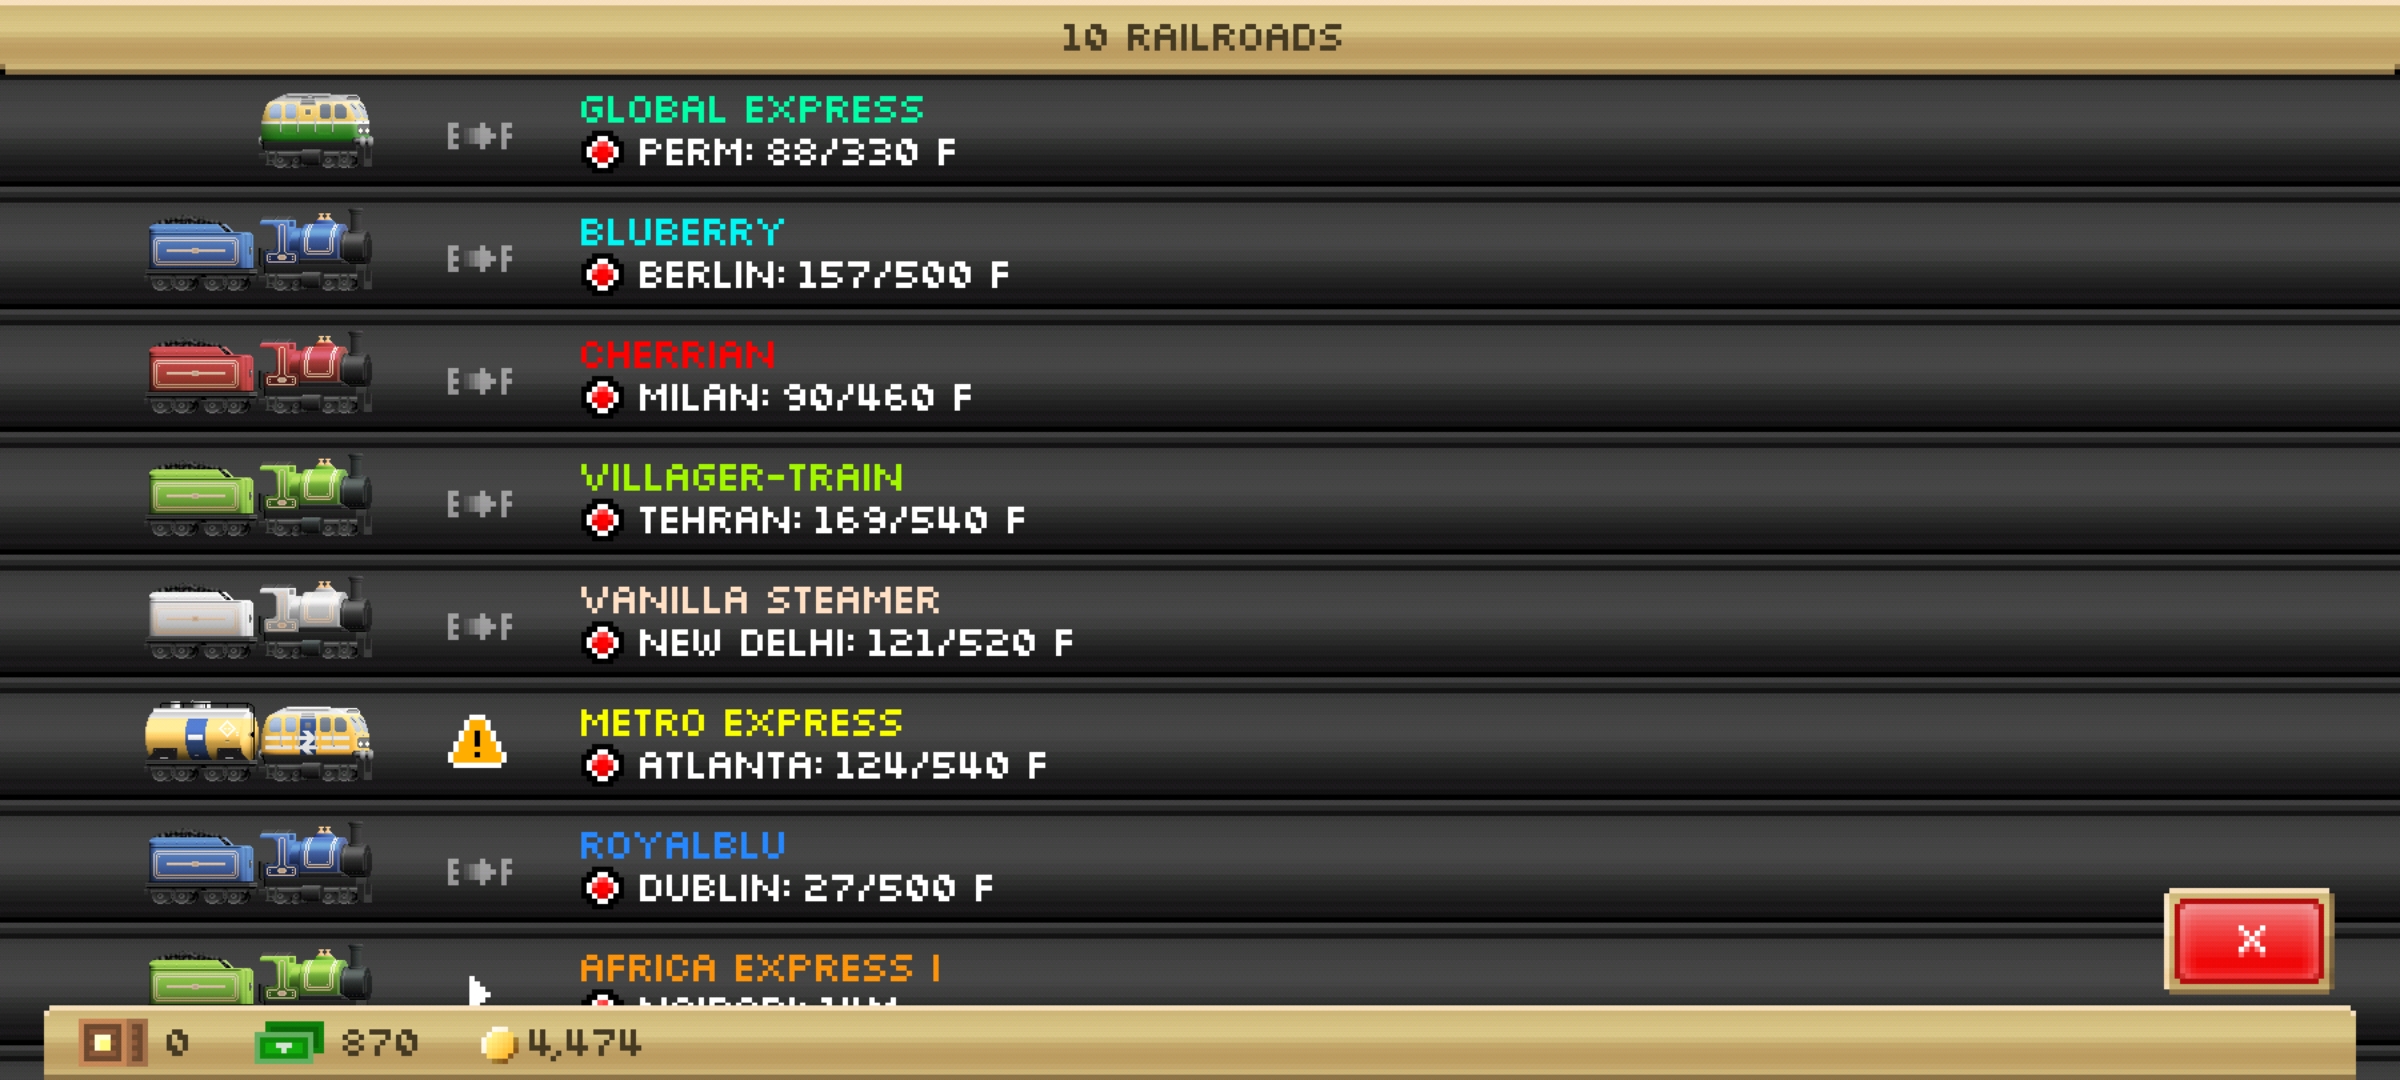 10 RAILROADS
E F
GLOBAL EXPRESS
PERM: 88/330 F
E F
BLUBERRY
BERLIN: 157/500 F
E F
CHERRIAN
MILAN: 90/460 F
E F
VILLAGER-TRAIN
TEHRAN: 169/540 F
E F
VANILLA STEAMER
NEW DELHI: 121/520 F
!
METRO EXPRESS
ATLANTA: 124/540 F
E F
ROYALBLU
DUBLIN: 27/500 F
X
AFRICA EXPRESS I
0 870 4,474